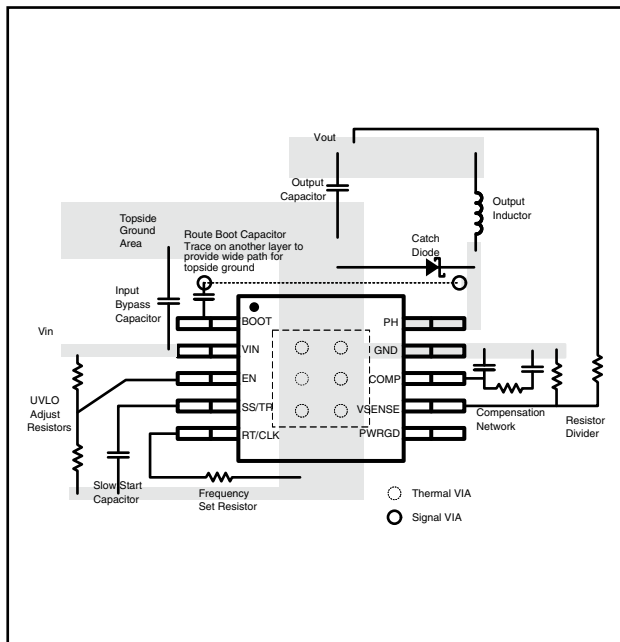 Vout
Output
Capacitor
Output
Inductor
Topside
Ground
Area
Route Boot Capacitor
Trace on another layer to
provide wide path for
topside ground
Catch
Diode
Input
Bypass
Capacitor
Vin
BOOT
VIN
EN
SS/TR
RT/CLK
PH
GND
COMP
VSENSE
PWRGD
UVLO
Adjust
Resistors
Slow Start
Capacitor
Frequency
Set Resistor
Compensation
Network
Resistor
Divider
Thermal VIA
Signal VIA